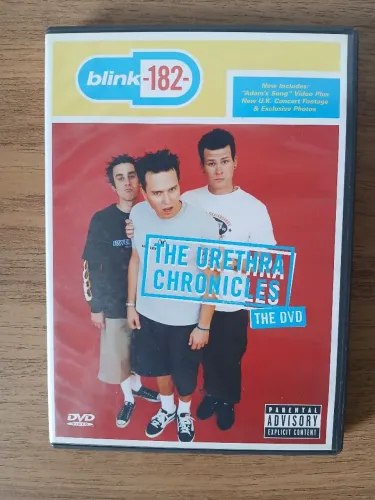 blink-182-
Now Includes:
"Adam's Song" Video Plus
New U.K. Concert Footage
& Exclusive Photos
THE URETHRA
CHRONICLES
THE DVD
DVD
VIDEO
PARENTAL
ADVISORY
EXPLICIT CONTENT